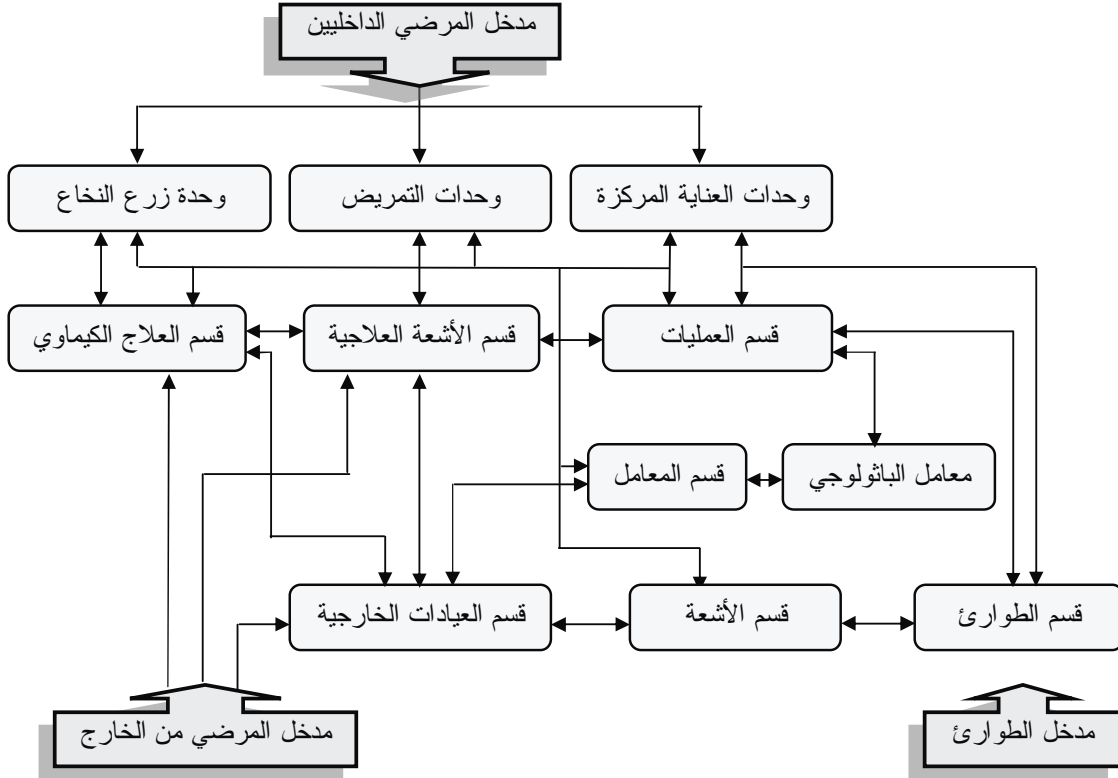 مدخل المرضي الداخليين
وحدات العناية المركزة
وحدات التمريض
وحدة زرع النخاع
قسم العمليات
قسم الأشعة العلاجية
قسم العلاج الكيماوي
معامل الباثولوجي
قسم المعامل
قسم الطوارئ
قسم الأشعة
قسم العيادات الخارجية
مدخل الطوارئ
مدخل المرضي من الخارج